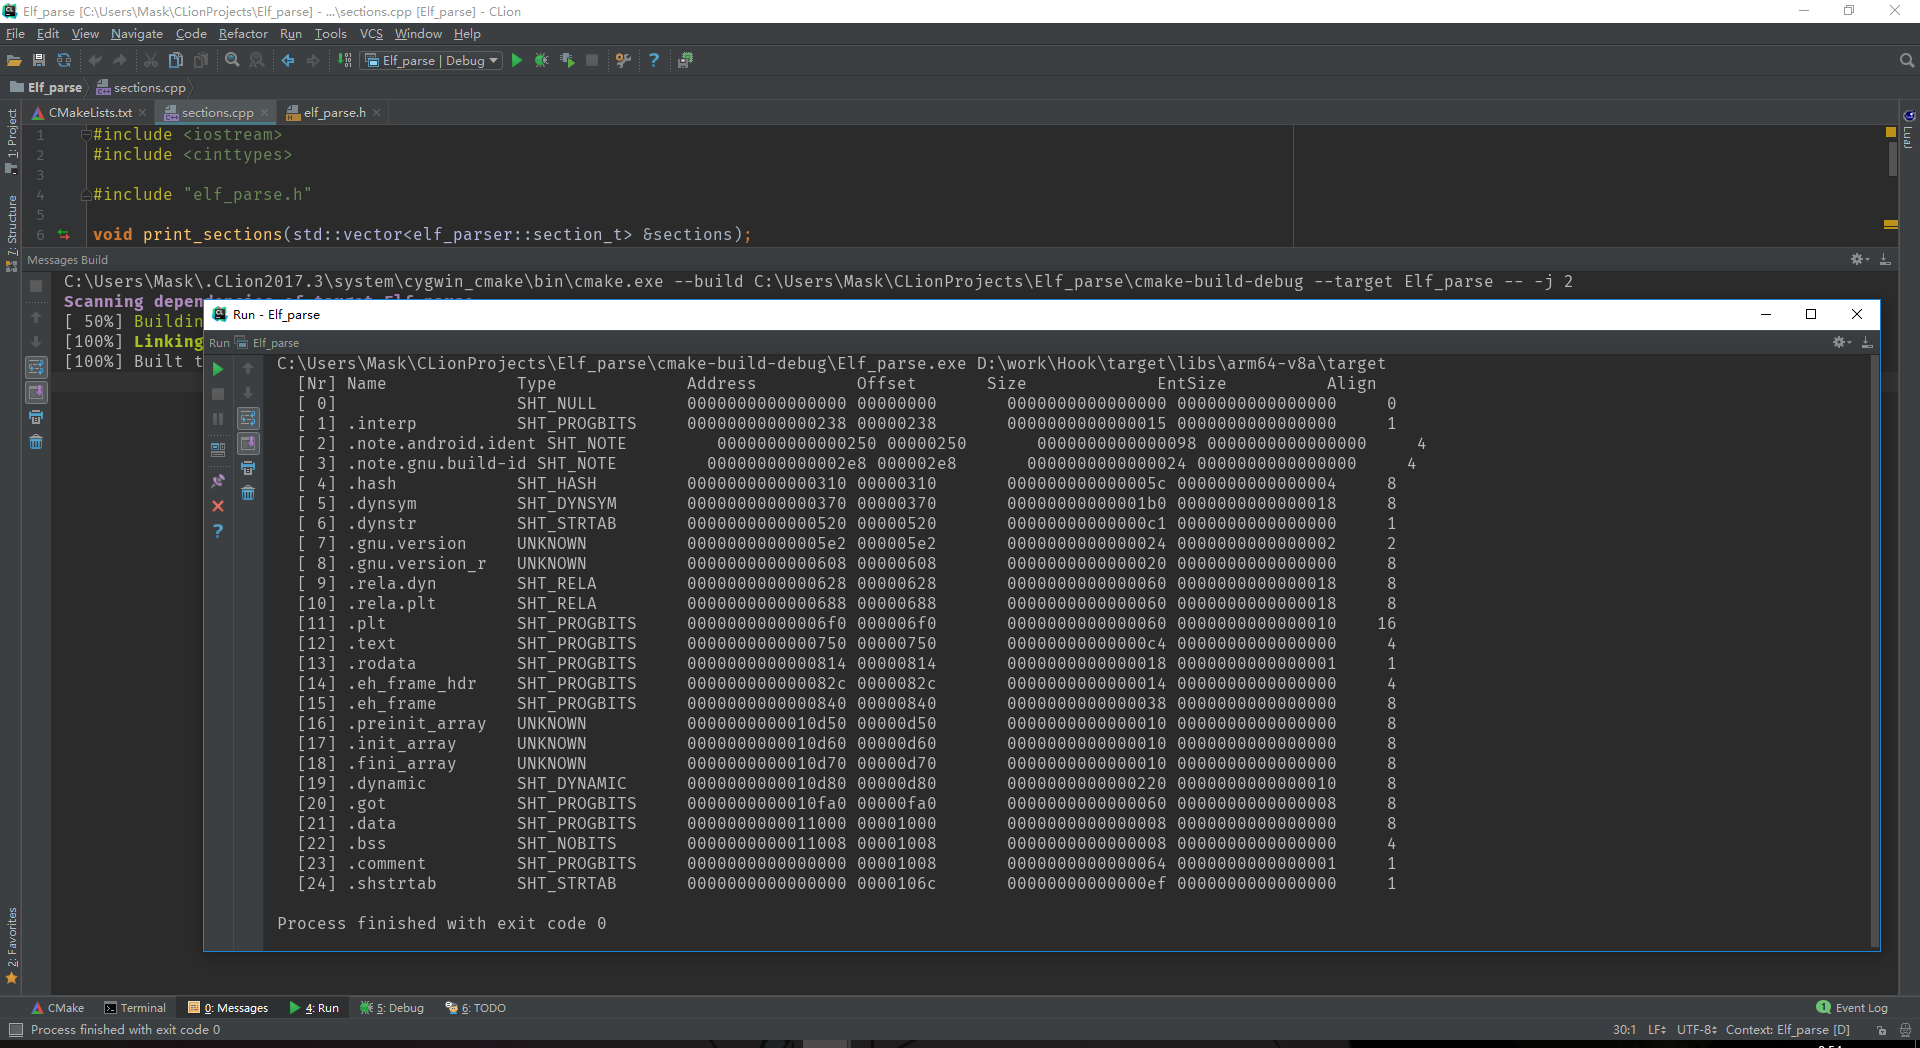 Elf_parse [C:\Users\Mask\CLionProjects\Elf_parse] - ...\sections.cpp [Elf_parse] - CLion
File Edit View Navigate Code Refactor Run Tools VCS Window Help
Elf_parse | Debug
Elf_parse sections.cpp
CMakeLists.txt sections.cpp elf_parse.h
1: Project
7: Structure
2: Favorites
Lua
1 #include <iostream>
2 #include <cinttypes>
3
4 #include "elf_parse.h"
5
6 void print_sections(std::vector<elf_parser::section_t> &sections);
Messages Build
C:\Users\Mask\.CLion2017.3\system\cygwin_cmake\bin\cmake.exe --build C:\Users\Mask\CLionProjects\Elf_parse\cmake-build-debug --target Elf_parse -- -j 2
Scanning dependencies of target Elf_parse
[ 50%] Buildin
[100%] Linking
[100%] Built t
Run - Elf_parse
Run Elf_parse
C:\Users\Mask\CLionProjects\Elf_parse\cmake-build-debug\Elf_parse.exe D:\work\Hook\target\libs\arm64-v8a\target
[Nr] Name Type Address Offset Size EntSize Align
[ 0] SHT_NULL 0000000000000000 00000000 0000000000000000 0000000000000000 0
[ 1] .interp SHT_PROGBITS 0000000000000238 00000238 0000000000000015 0000000000000000 1
[ 2] .note.android.ident SHT_NOTE 0000000000000250 00000250 0000000000000098 0000000000000000 4
[ 3] .note.gnu.build-id SHT_NOTE 00000000000002e8 000002e8 0000000000000024 0000000000000000 4
[ 4] .hash SHT_HASH 0000000000000310 00000310 000000000000005c 0000000000000004 8
[ 5] .dynsym SHT_DYNSYM 0000000000000370 00000370 00000000000001b0 0000000000000018 8
[ 6] .dynstr SHT_STRTAB 0000000000000520 00000520 00000000000000c1 0000000000000000 1
[ 7] .gnu.version UNKNOWN 00000000000005e2 000005e2 0000000000000024 0000000000000002 2
[ 8] .gnu.version_r UNKNOWN 0000000000000608 00000608 0000000000000020 0000000000000000 8
[ 9] .rela.dyn SHT_RELA 0000000000000628 00000628 0000000000000060 0000000000000018 8
[10] .rela.plt SHT_RELA 0000000000000688 00000688 0000000000000060 0000000000000018 8
[11] .plt SHT_PROGBITS 00000000000006f0 000006f0 0000000000000060 0000000000000010 16
[12] .text SHT_PROGBITS 0000000000000750 00000750 00000000000000c4 0000000000000000 4
[13] .rodata SHT_PROGBITS 0000000000000814 00000814 0000000000000018 0000000000000001 1
[14] .eh_frame_hdr SHT_PROGBITS 000000000000082c 0000082c 0000000000000014 0000000000000000 4
[15] .eh_frame SHT_PROGBITS 0000000000000840 00000840 0000000000000038 0000000000000000 8
[16] .preinit_array UNKNOWN 0000000000010d50 00000d50 0000000000000010 0000000000000000 8
[17] .init_array UNKNOWN 0000000000010d60 00000d60 0000000000000010 0000000000000000 8
[18] .fini_array UNKNOWN 0000000000010d70 00000d70 0000000000000010 0000000000000000 8
[19] .dynamic SHT_DYNAMIC 0000000000010d80 00000d80 0000000000000220 0000000000000010 8
[20] .got SHT_PROGBITS 0000000000010fa0 00000fa0 0000000000000060 0000000000000008 8
[21] .data SHT_PROGBITS 0000000000011000 00001000 0000000000000008 0000000000000000 8
[22] .bss SHT_NOBITS 0000000000011008 00001008 0000000000000008 0000000000000000 4
[23] .comment SHT_PROGBITS 0000000000000000 00001008 0000000000000064 0000000000000001 1
[24] .shstrtab SHT_STRTAB 0000000000000000 0000106c 00000000000000ef 0000000000000000 1
Process finished with exit code 0
CMake Terminal 0: Messages 4: Run 5: Debug 6: TODO 1 Event Log
Process finished with exit code 0 30:1 LF UTF-8 Context: Elf_parse [D]